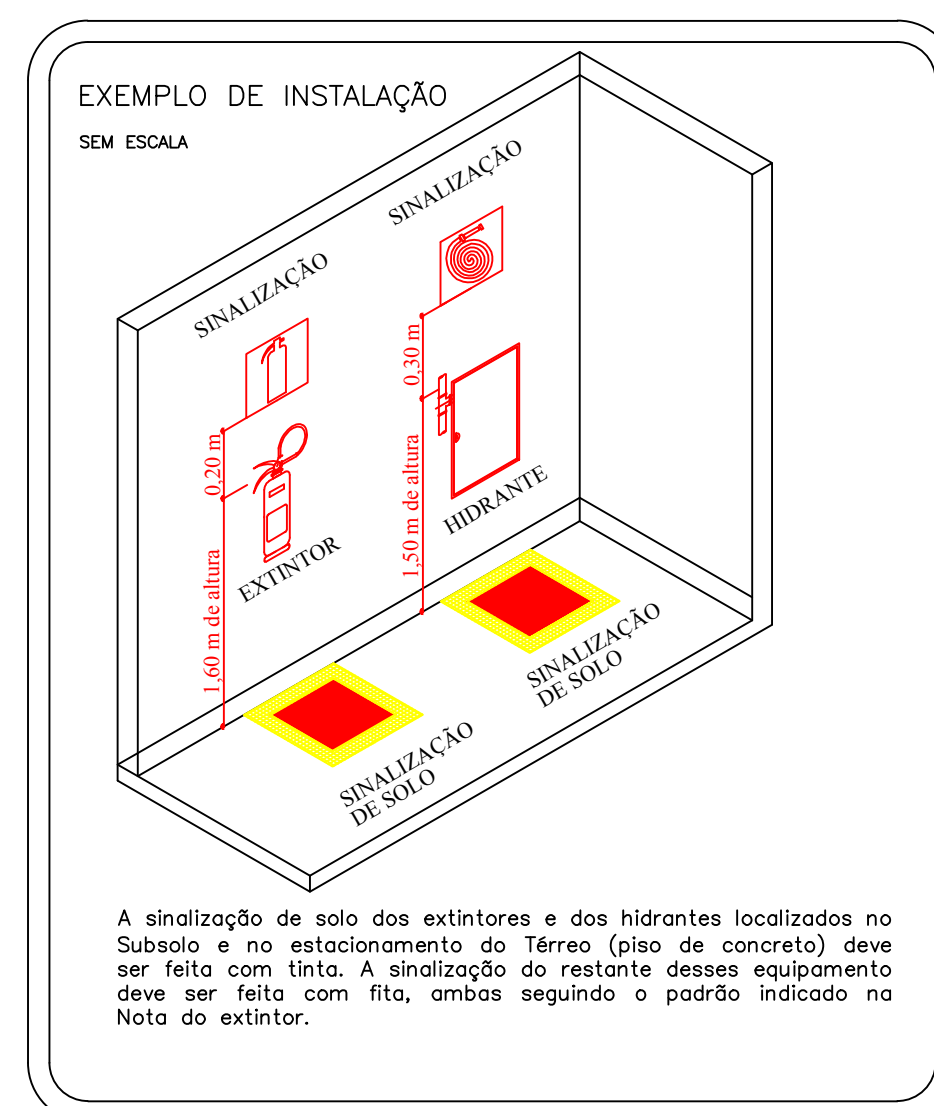 EXEMPLO DE INSTALAÇÃO
SEM ESCALA
SINALIZAÇÃO
SINALIZAÇÃO
0,30 m
0,20 m
1,50 m de altura
HIDRANTE
EXTINTOR
1,60 m de altura
SINALIZAÇÃO
DE SOLO
SINALIZAÇÃO
DE SOLO
A sinalização de solo dos extintores e dos hidrantes localizados no
Subsolo e no estacionamento do Térreo (piso de concreto) deve
ser feita com tinta. A sinalização do restante desses equipamento
deve ser feita com fita, ambas seguindo o padrão indicado na
Nota do extintor.